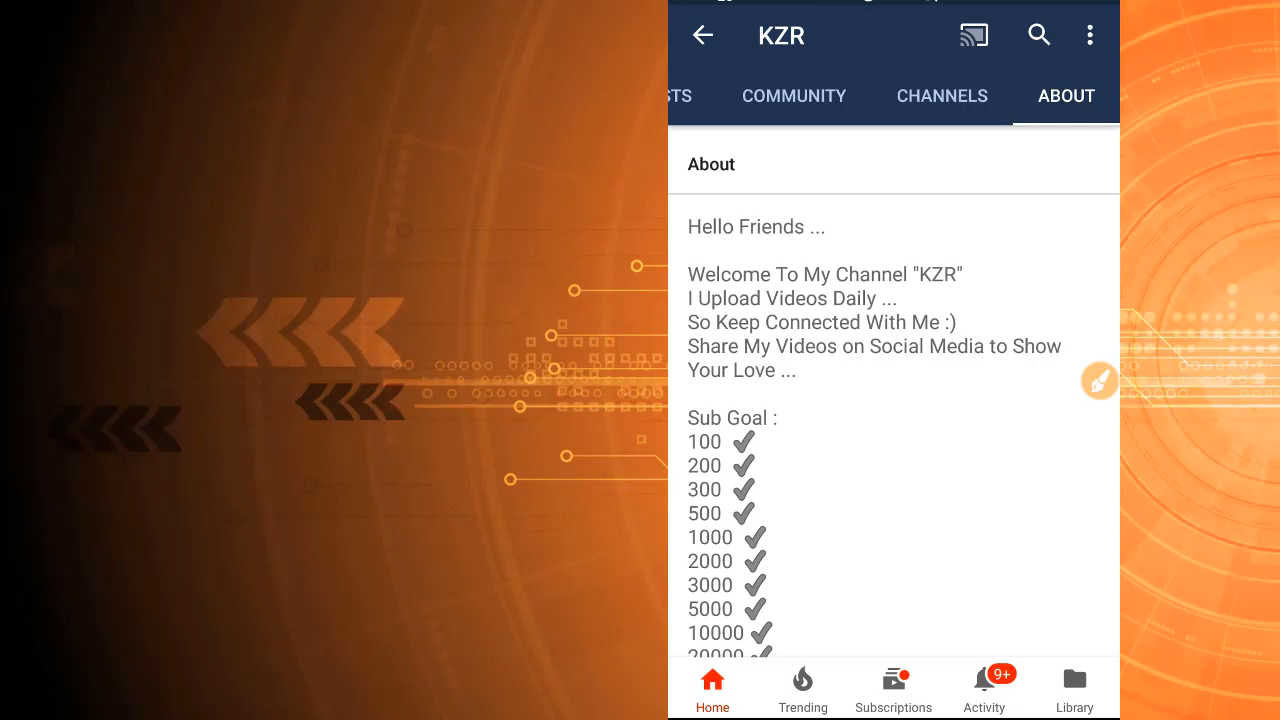 KZR
STS COMMUNITY CHANNELS ABOUT
About
Hello Friends ...
Welcome To My Channel "KZR"
I Upload Videos Daily ...
So Keep Connected With Me :)
Share My Videos on Social Media to Show
Your Love ...
Sub Goal :
100 ✔
200 ✔
300 ✔
500 ✔
1000 ✔
2000 ✔
3000 ✔
5000 ✔
10000 ✔
20000 ✔
9+
Home Trending Subscriptions Activity Library